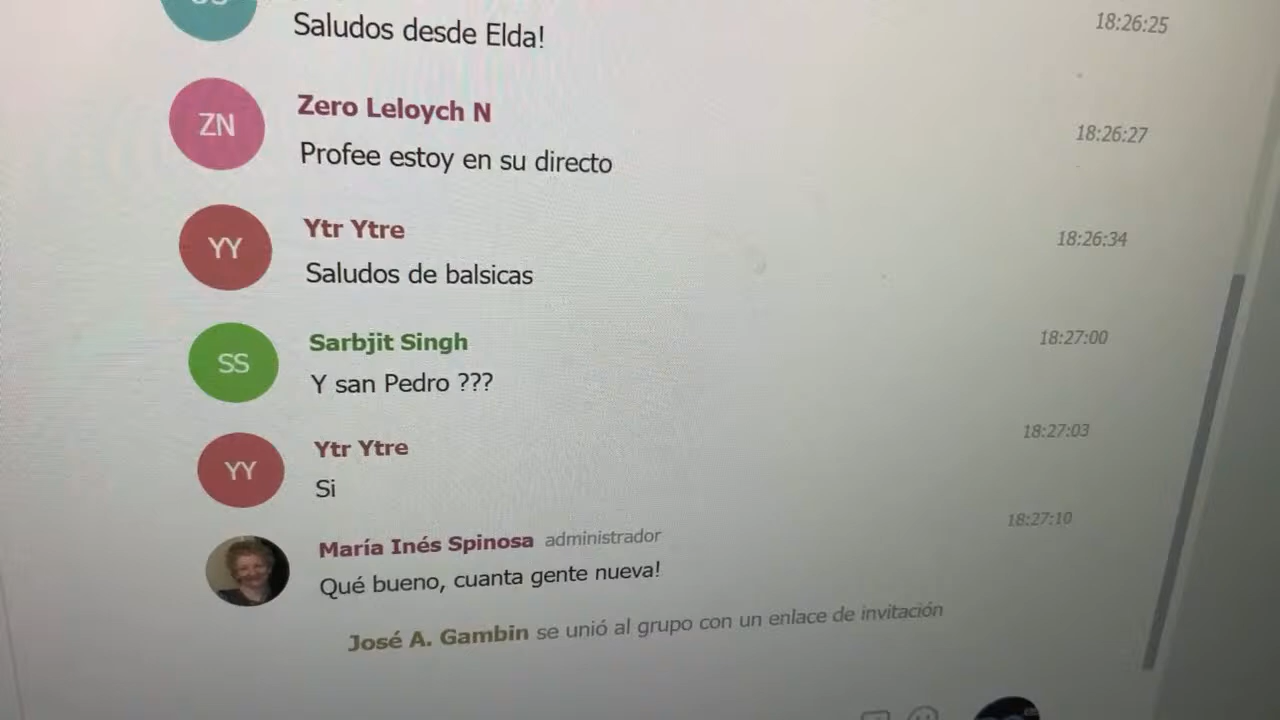 Saludos desde Elda!
18:26:25
ZN
Zero Leloych N
Profee estoy en su directo
18:26:27
YY
Ytr Ytre
Saludos de balsicas
18:26:34
SS
Sarbjit Singh
Y san Pedro ???
18:27:00
YY
Ytr Ytre
Si
18:27:03
María Inés Spinosa administrador
Qué bueno, cuanta gente nueva!
18:27:10
José A. Gambin se unió al grupo con un enlace de invitación